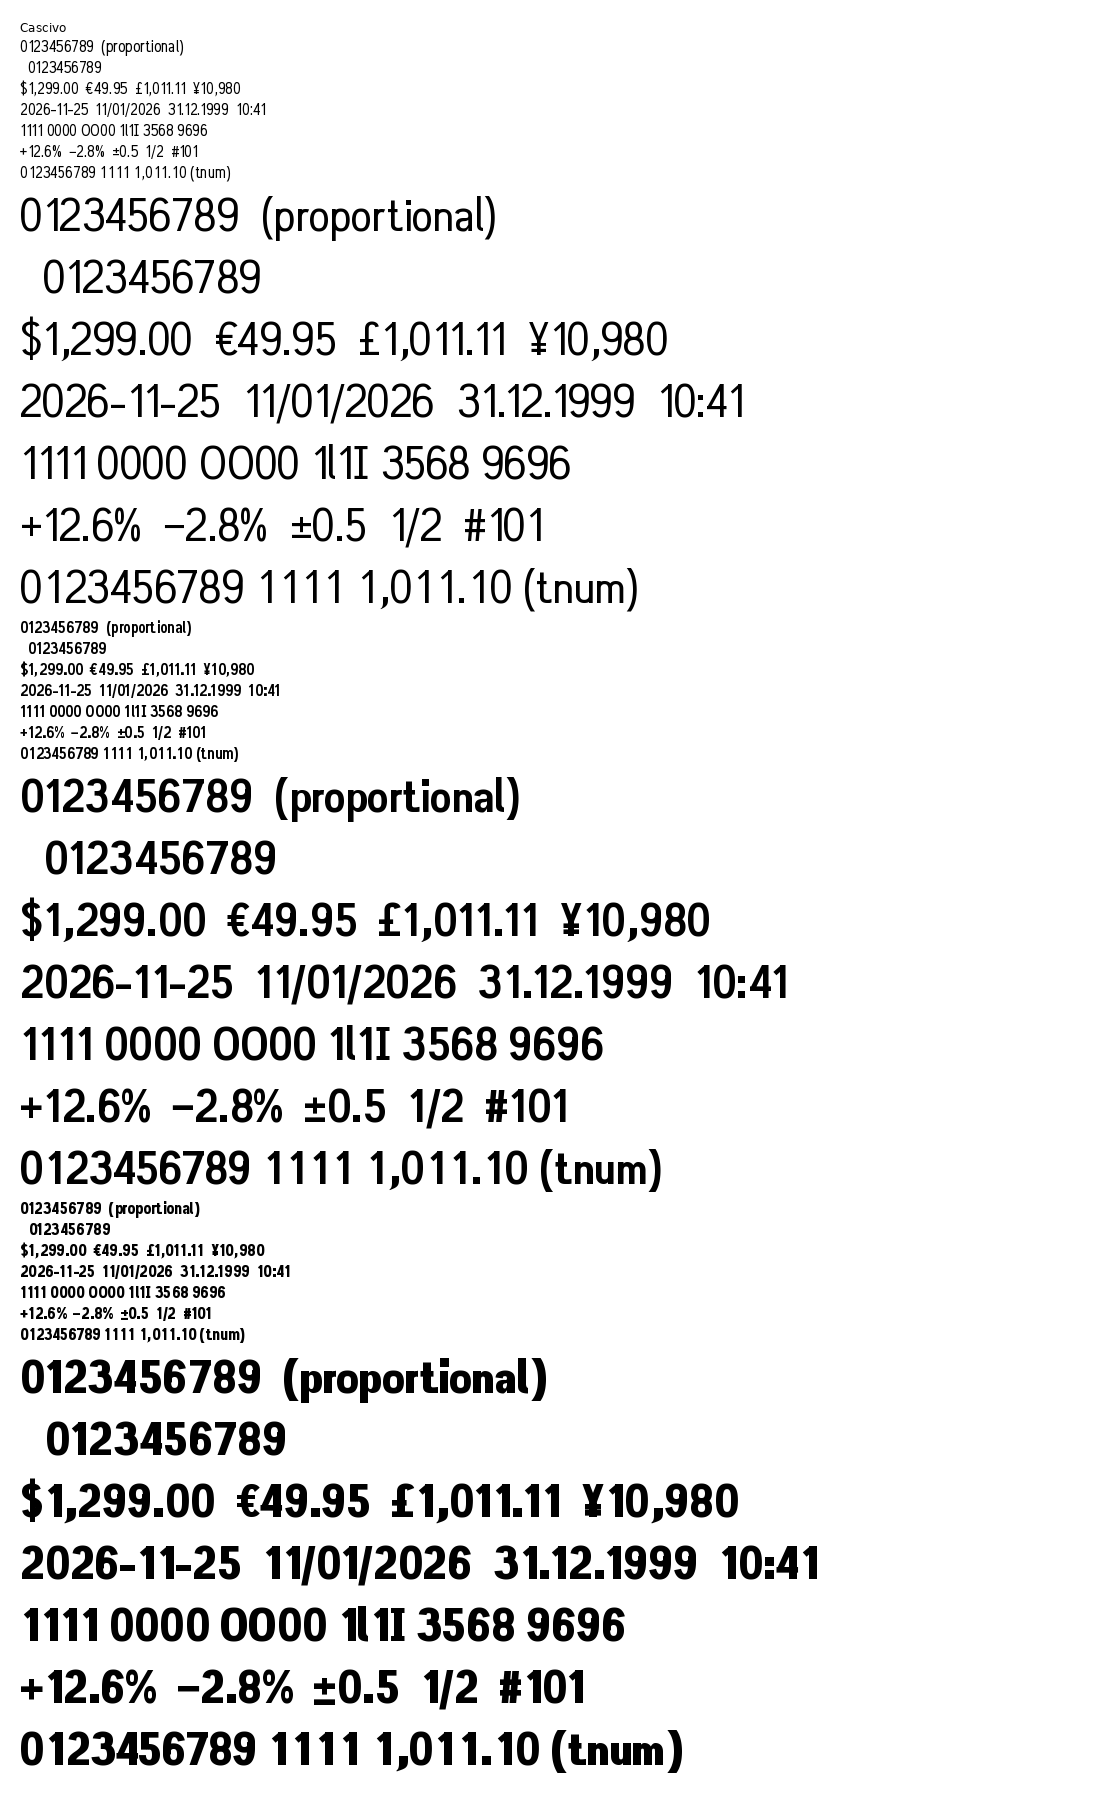 Cascivo
0123456789 (proportional)
0123456789
$1,299.00 €49.95 £1,011.11 ¥10,980
2026-11-25 11/01/2026 31.12.1999 10:41
1111 0000 OO00 1l1I 3568 9696
+12.6% −2.8% ±0.5 1/2 #101
0123456789 1111 1,011.10 (tnum)
0123456789 (proportional)
0123456789
$1,299.00 €49.95 £1,011.11 ¥10,980
2026-11-25 11/01/2026 31.12.1999 10:41
1111 0000 OO00 1l1I 3568 9696
+12.6% −2.8% ±0.5 1/2 #101
0123456789 1111 1,011.10 (tnum)
0123456789 (proportional)
0123456789
$1,299.00 €49.95 £1,011.11 ¥10,980
2026-11-25 11/01/2026 31.12.1999 10:41
1111 0000 OO00 1l1I 3568 9696
+12.6% −2.8% ±0.5 1/2 #101
0123456789 1111 1,011.10 (tnum)
0123456789 (proportional)
0123456789
$1,299.00 €49.95 £1,011.11 ¥10,980
2026-11-25 11/01/2026 31.12.1999 10:41
1111 0000 OO00 1l1I 3568 9696
+12.6% −2.8% ±0.5 1/2 #101
0123456789 1111 1,011.10 (tnum)
0123456789 (proportional)
0123456789
$1,299.00 €49.95 £1,011.11 ¥10,980
2026-11-25 11/01/2026 31.12.1999 10:41
1111 0000 OO00 1l1I 3568 9696
+12.6% −2.8% ±0.5 1/2 #101
0123456789 1111 1,011.10 (tnum)
0123456789 (proportional)
0123456789
$1,299.00 €49.95 £1,011.11 ¥10,980
2026-11-25 11/01/2026 31.12.1999 10:41
1111 0000 OO00 1l1I 3568 9696
+12.6% −2.8% ±0.5 1/2 #101
0123456789 1111 1,011.10 (tnum)